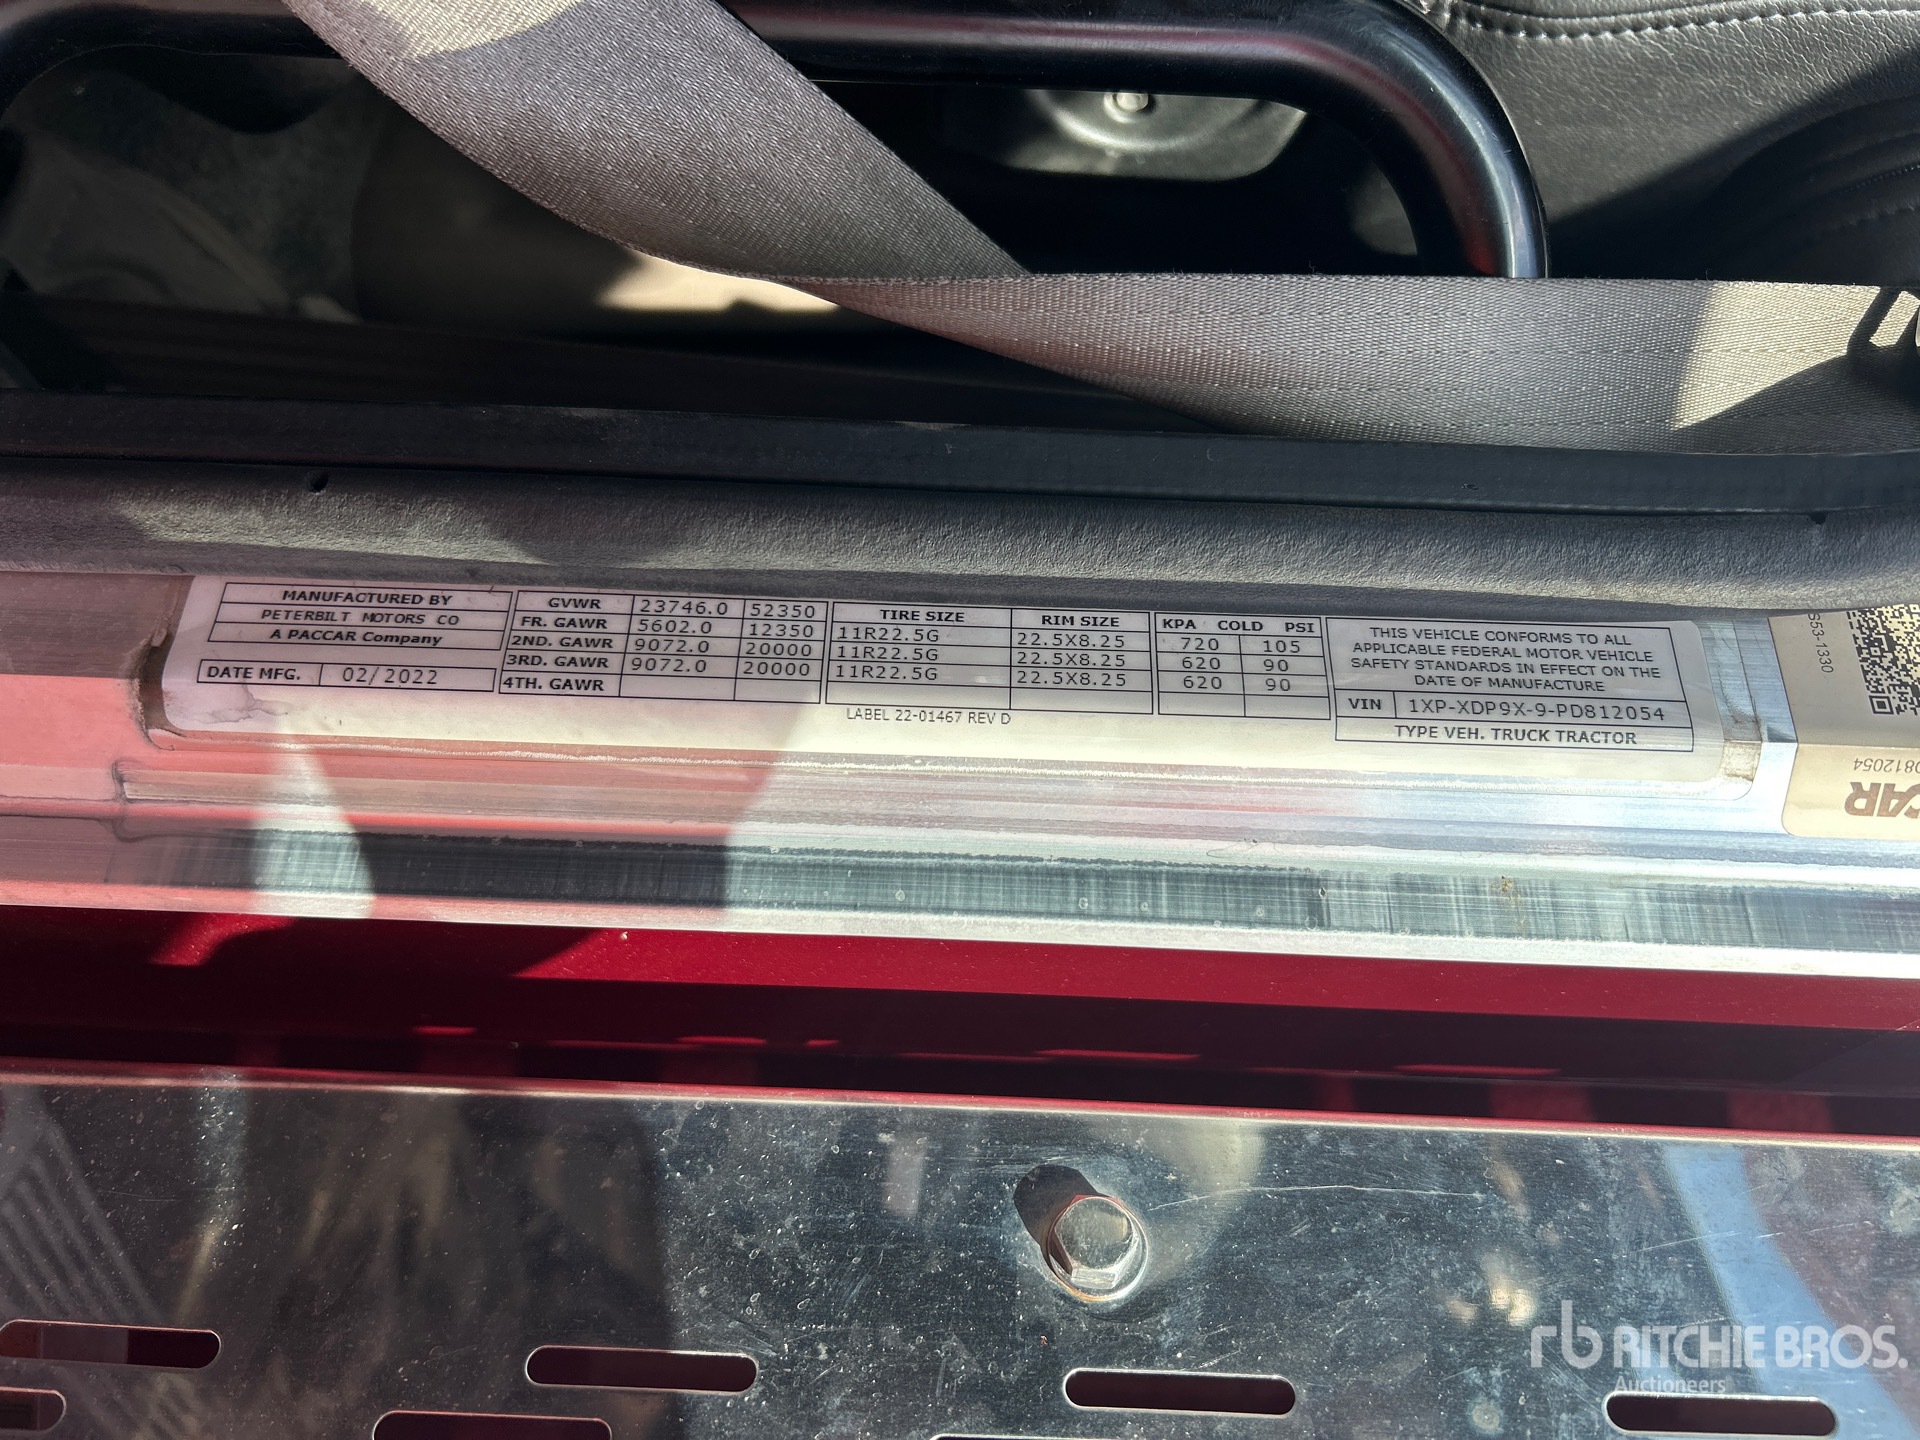 MANUFACTURED BY
PETERBILT MOTORS CO
A PACCAR Company
DATE MFG. 02/2022
GVWR 23746.0 52350
FR. GAWR 5602.0 12350
2ND. GAWR 9072.0 20000
3RD. GAWR 9072.0 20000
4TH. GAWR
TIRE SIZE RIM SIZE
11R22.5G 22.5X8.25
11R22.5G 22.5X8.25
11R22.5G 22.5X8.25
KPA COLD PSI
720 105
620 90
620 90
THIS VEHICLE CONFORMS TO ALL
APPLICABLE FEDERAL MOTOR VEHICLE
SAFETY STANDARDS IN EFFECT ON THE
DATE OF MANUFACTURE
VIN 1XP-XDP9X-9-PD812054
TYPE VEH. TRUCK TRACTOR
LABEL 22-01467 REV D
S53-1330
D812054
CAR
rb RITCHIE BROS.
Auctioneers